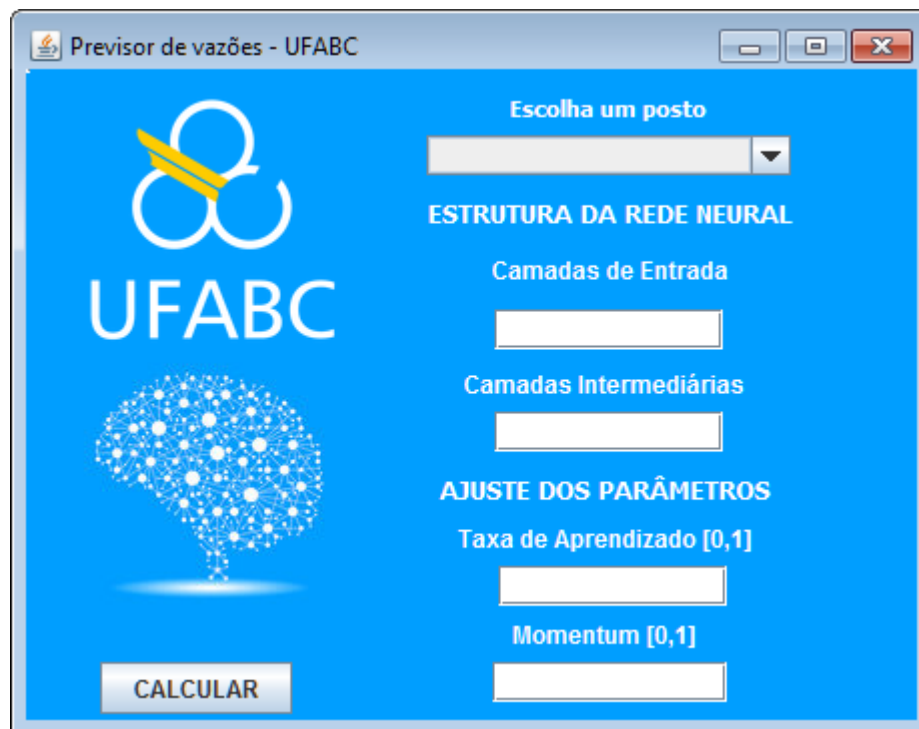 Previsor de vazões - UFABC
Escolha um posto
ESTRUTURA DA REDE NEURAL
Camadas de Entrada
UFABC
Camadas Intermediárias
AJUSTE DOS PARÂMETROS
Taxa de Aprendizado [0,1]
Momentum [0,1]
CALCULAR